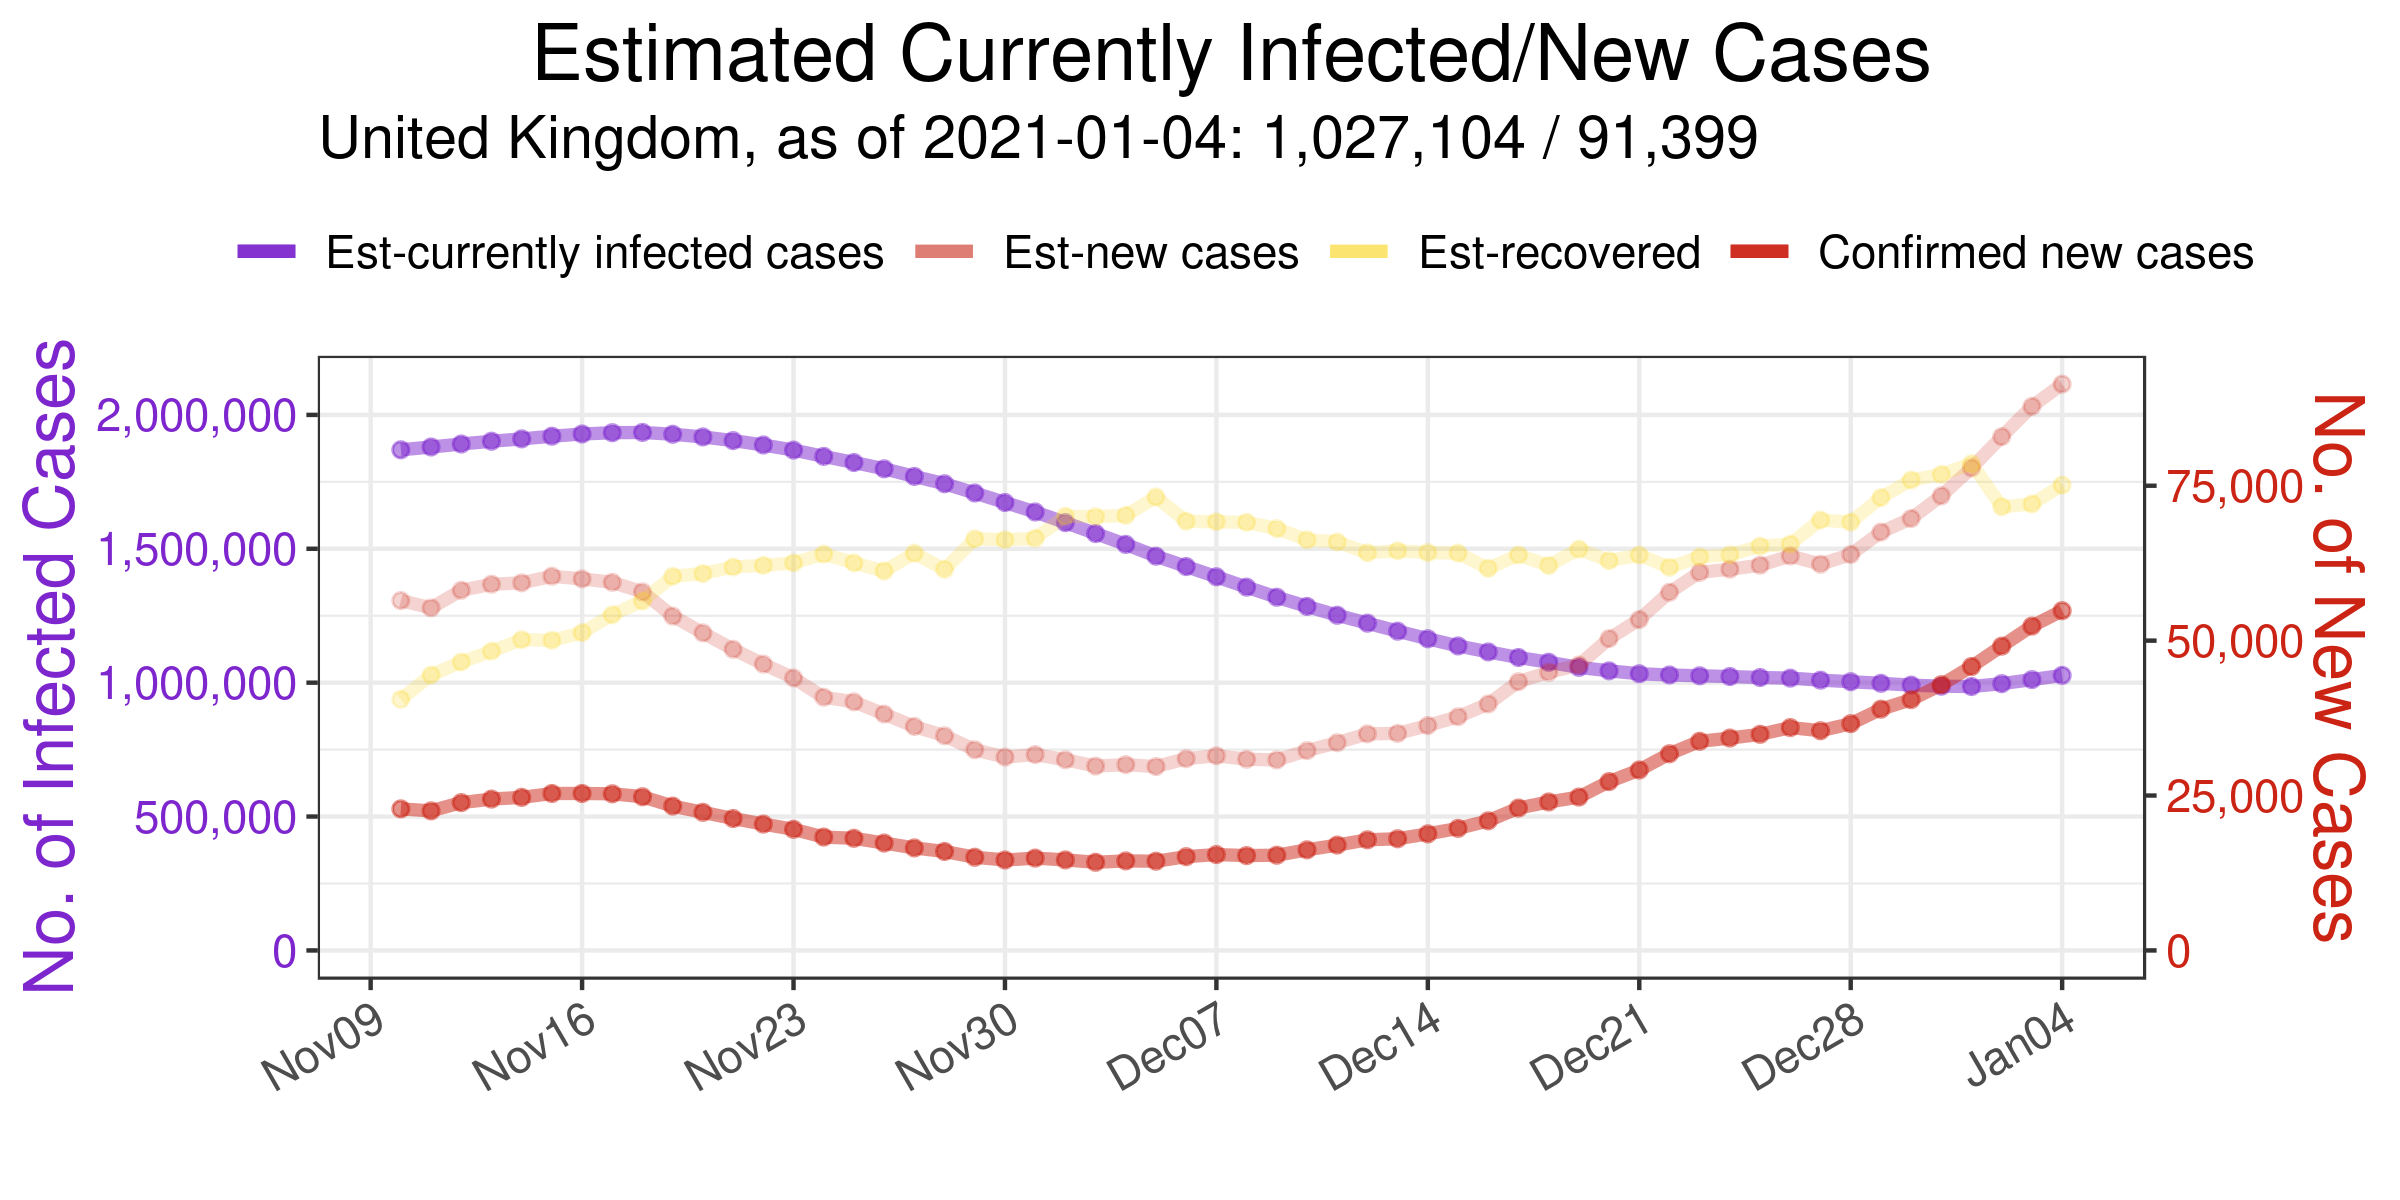 Estimated Currently Infected/New Cases
United Kingdom, as of 2021-01-04: 1,027,104 / 91,399
Est-currently infected cases Est-new cases Est-recovered Confirmed new cases
No. of Infected Cases
2,000,000
1,500,000
1,000,000
500,000
0
75,000
50,000
25,000
0
No. of New Cases
Nov09 Nov16 Nov23 Nov30 Dec07 Dec14 Dec21 Dec28 Jan04